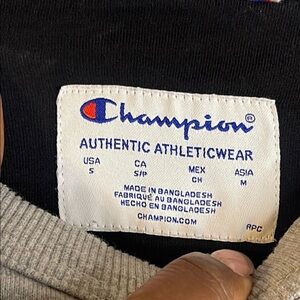 Champion®
AUTHENTIC ATHLETICWEAR
USA CA MEX ASIA
S S/P CH M
MADE IN BANGLADESH
FABRIQUÉ AU BANGLADESH
HECHO EN BANGLADESH
CHAMPION.COM
RPC